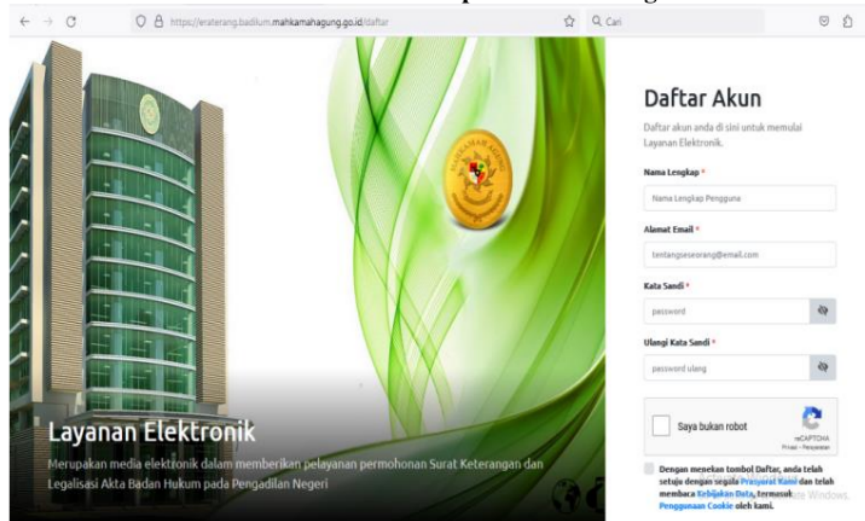 https://eraterang.badilum.mahkamahagung.go.id/daftar
Cari
Daftar Akun
Daftar akun anda di sini untuk memulai
Layanan Elektronik.
Nama Lengkap *
Nama Lengkap Pengguna
Alamat Email *
tentangseseorang@email.com
Kata Sandi *
password
Ulangi Kata Sandi *
password ulang
Saya bukan robot
reCAPTCHA
Privasi - Persyaratan
Dengan menekan tombol Daftar, anda telah
setuju dengan segala Prasyarat Kami dan telah
membaca Kebijakan Data, termasuk
Penggunaan Cookie oleh kami.
MAHKAMAH AGUNG
Layanan Elektronik
Merupakan media elektronik dalam memberikan pelayanan permohonan Surat Keterangan dan
Legalisasi Akta Badan Hukum pada Pengadilan Negeri